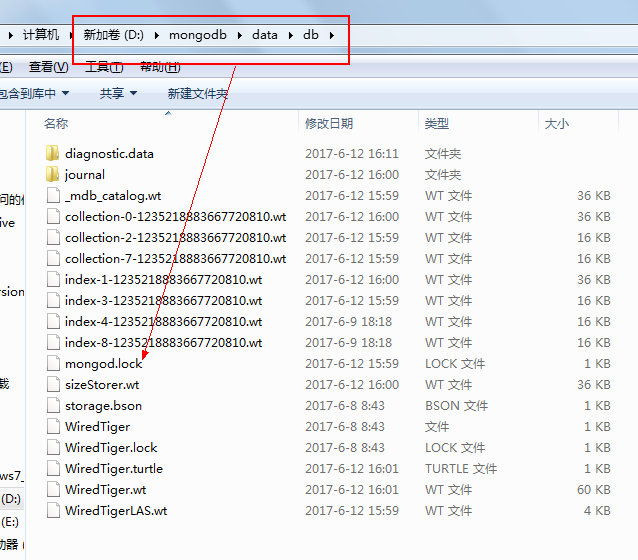 计算机 新加卷 (D:) mongodb data db
(E) 查看(V) 工具(T) 帮助(H)
包含到库中 共享 新建文件夹
名称 修改日期 类型 大小
diagnostic.data 2017-6-12 16:11 文件夹
journal 2017-6-12 16:00 文件夹
_mdb_catalog.wt 2017-6-12 15:59 WT 文件 36 KB
collection-0-1235218883667720810.wt 2017-6-12 16:00 WT 文件 36 KB
collection-2-1235218883667720810.wt 2017-6-12 15:59 WT 文件 16 KB
collection-7-1235218883667720810.wt 2017-6-12 15:59 WT 文件 16 KB
index-1-1235218883667720810.wt 2017-6-12 16:00 WT 文件 36 KB
index-3-1235218883667720810.wt 2017-6-12 15:59 WT 文件 16 KB
index-4-1235218883667720810.wt 2017-6-9 18:18 WT 文件 16 KB
index-8-1235218883667720810.wt 2017-6-9 18:18 WT 文件 16 KB
mongod.lock 2017-6-12 15:59 LOCK 文件 1 KB
sizeStorer.wt 2017-6-12 16:00 WT 文件 36 KB
storage.bson 2017-6-8 8:43 BSON 文件 1 KB
WiredTiger 2017-6-8 8:43 文件 1 KB
WiredTiger.lock 2017-6-8 8:43 LOCK 文件 1 KB
WiredTiger.turtle 2017-6-12 16:01 TURTLE 文件 1 KB
WiredTiger.wt 2017-6-12 16:01 WT 文件 60 KB
WiredTigerLAS.wt 2017-6-12 15:59 WT 文件 4 KB
问的位
ive
ersion
载
ws7_
(D:)
(E:)
动器 (